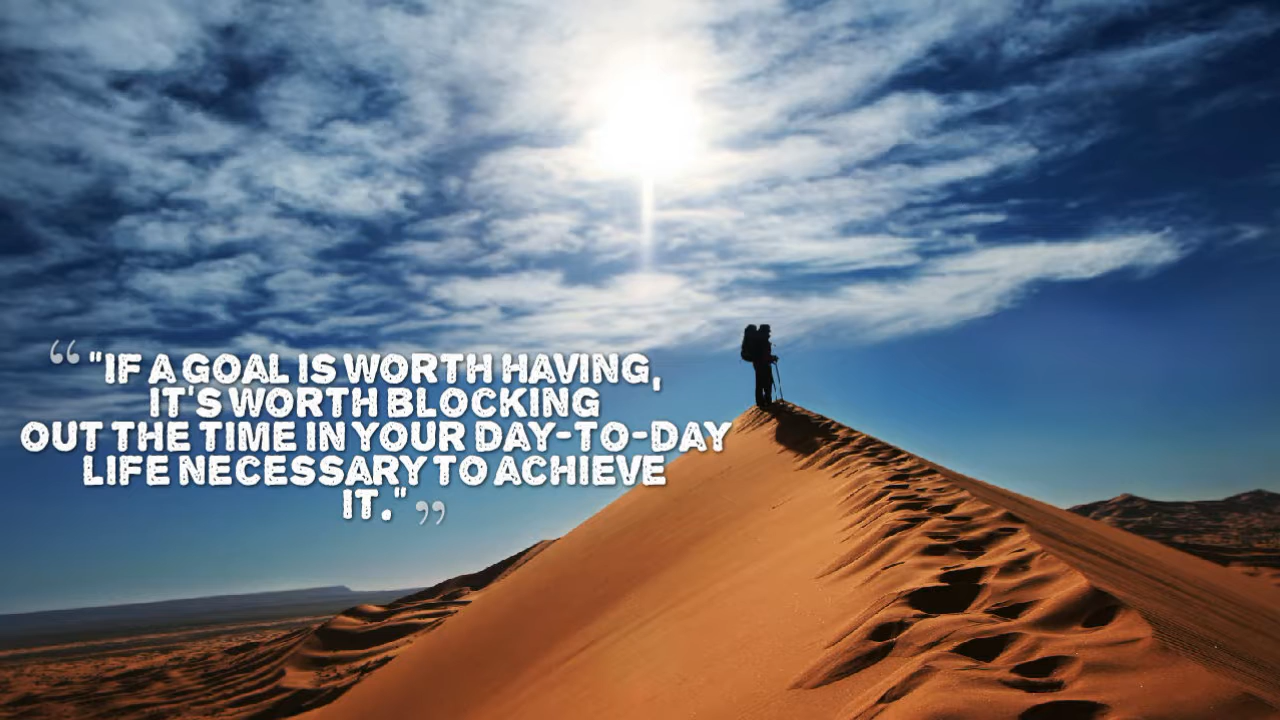 “ "IF A GOAL IS WORTH HAVING,
IT'S WORTH BLOCKING
OUT THE TIME IN YOUR DAY-TO-DAY
LIFE NECESSARY TO ACHIEVE
IT." ”